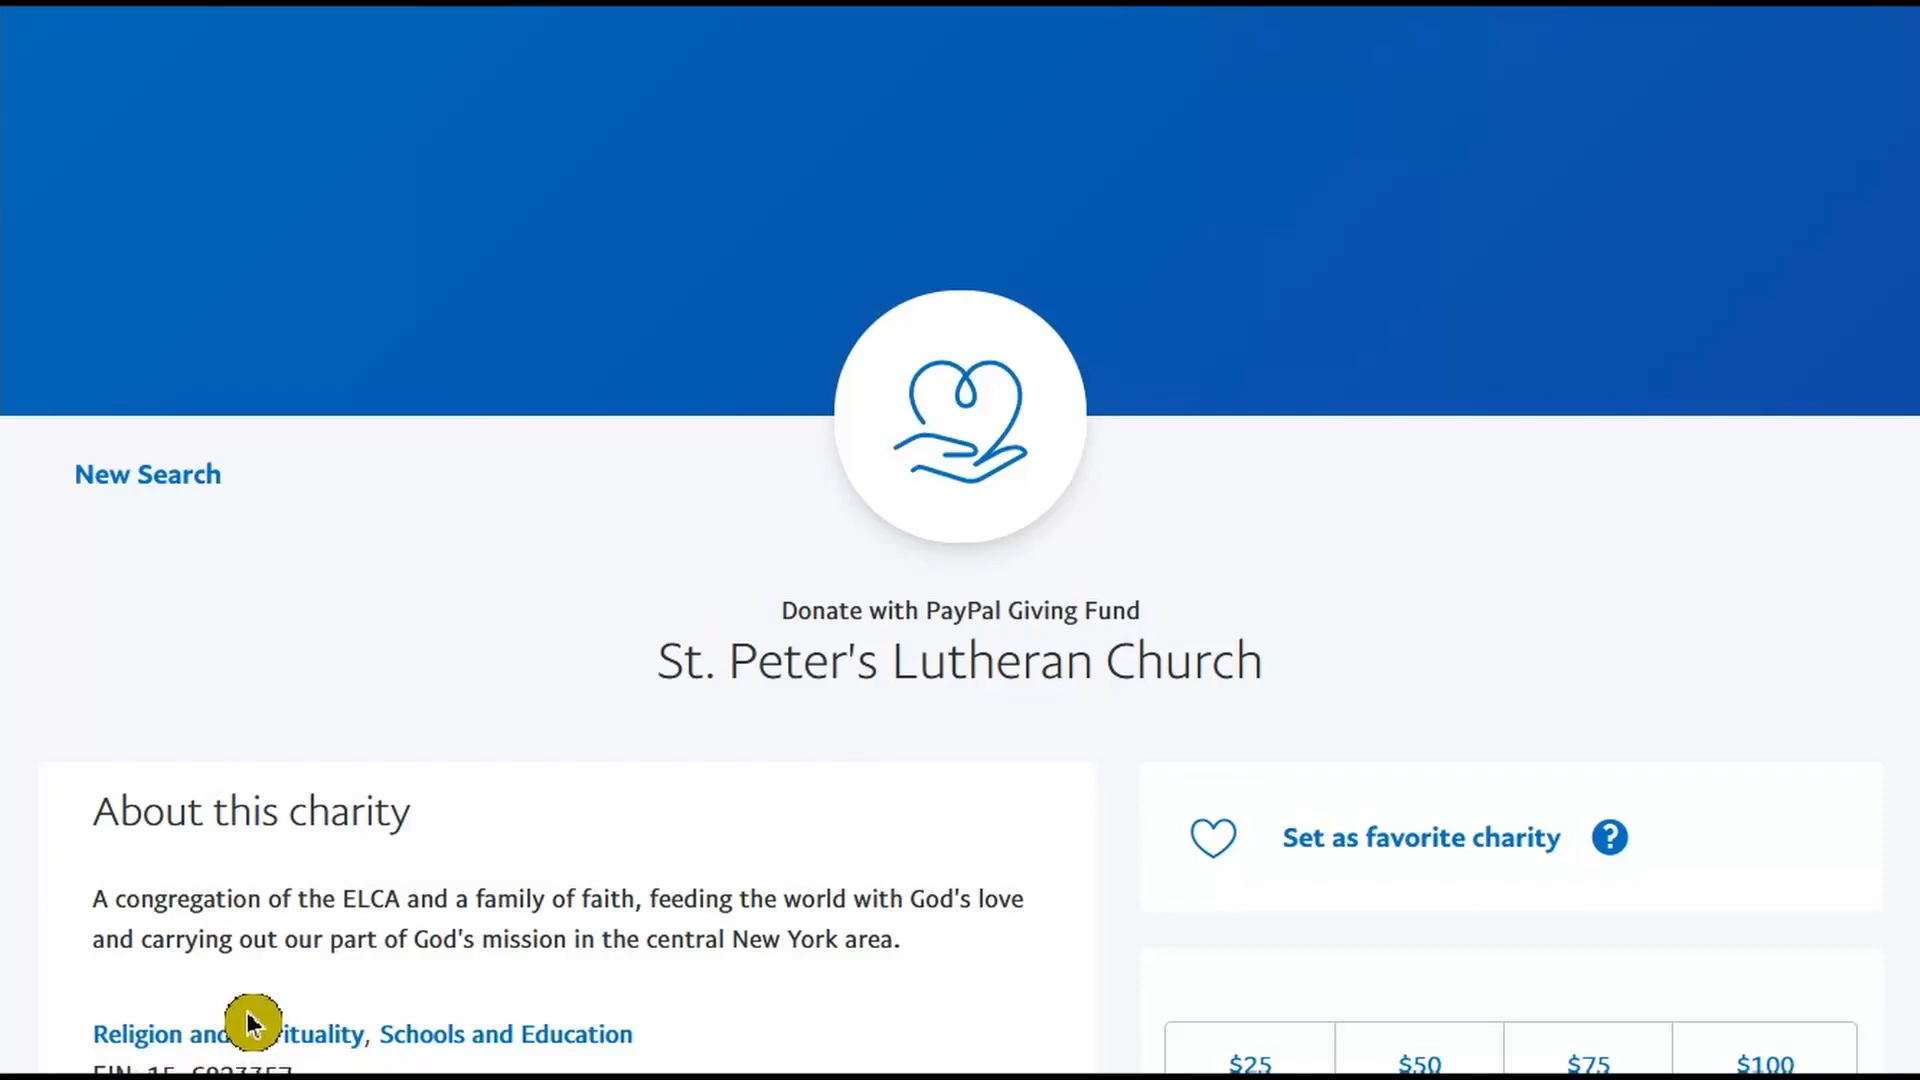 New Search
Donate with PayPal Giving Fund
St. Peter's Lutheran Church
About this charity
A congregation of the ELCA and a family of faith, feeding the world with God's love
and carrying out our part of God's mission in the central New York area.
Religion and rituality, Schools and Education
Set as favorite charity ?
$25 $50 $75 $100